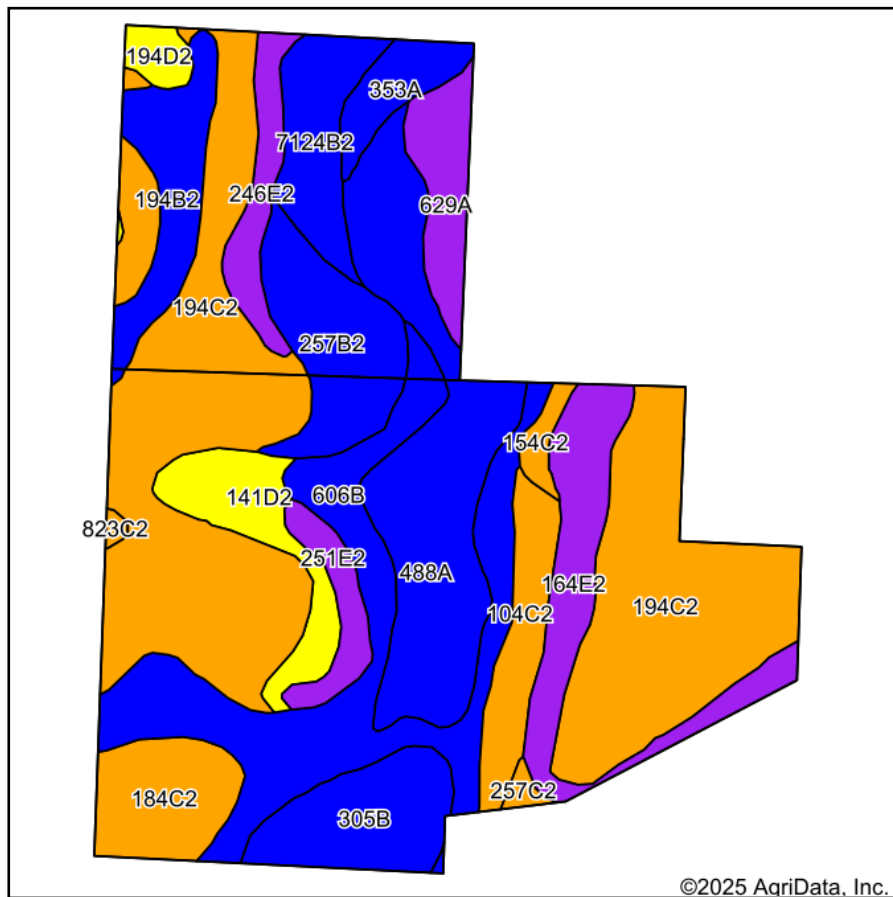 194D2
353A
7124B2
246E2
194B2
629A
194C2
257B2
154C2
141D2
606B
823C2
251E2
488A
164E2
104C2
194C2
257C2
184C2
305B
©2025 AgriData, Inc.